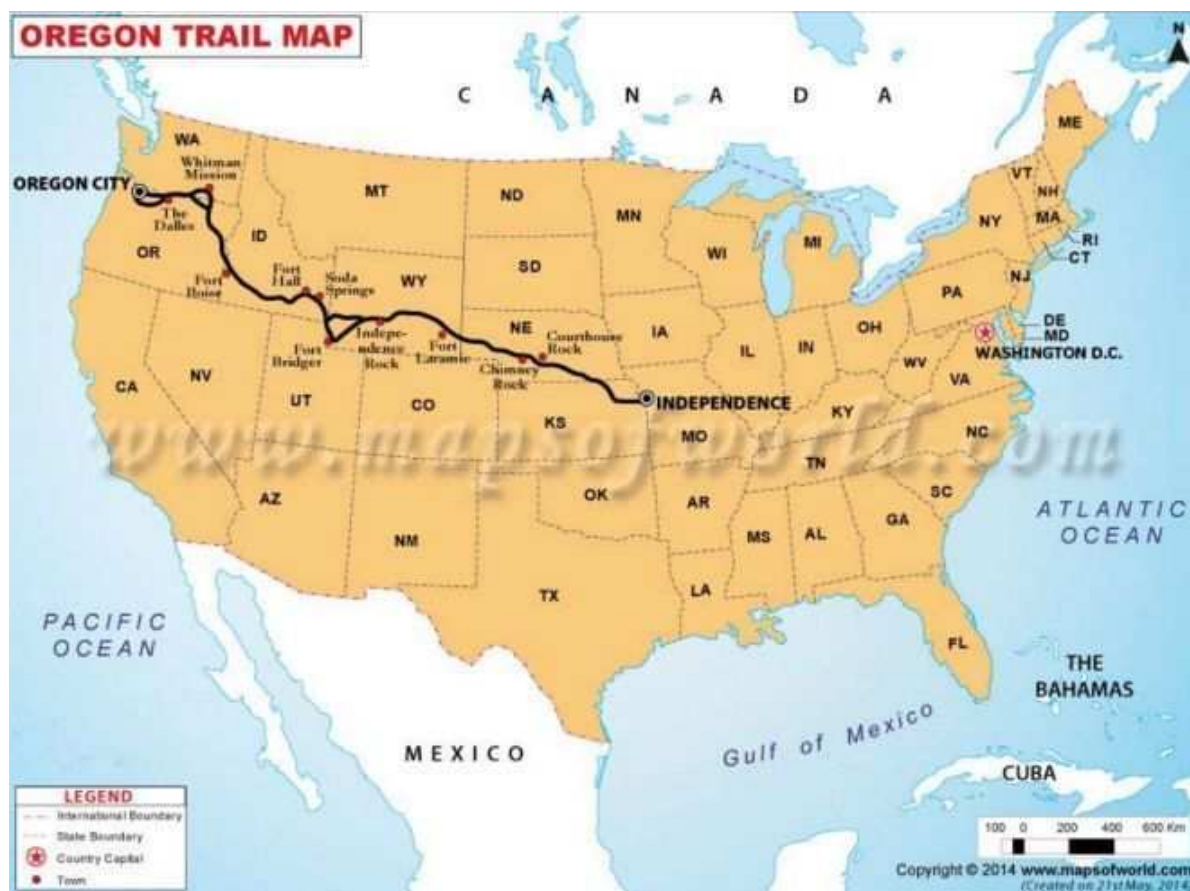 OREGON TRAIL MAP
N
C A N A D A
WA
Whitman
Mission
OREGON CITY
The
Dalles
OR
ID
MT
ND
MN
SD
WY
Fort
Boise
Fort
Hall
Soda
Springs
Fort
Bridger
Indepe-
ndence
Rock
Fort
Laramie
NE
Courthouse
Rock
Chimney
Rock
INDEPENDENCE
WI
MI
IA
IL
IN
OH
PA
NY
VT
NH
ME
MA
RI
CT
NJ
DE
MD
WASHINGTON D.C.
WV
VA
KY
NC
TN
SC
CA
NV
UT
CO
KS
MO
AZ
NM
OK
AR
TX
LA
MS
AL
GA
FL
www.mapsofworld.com
ATLANTIC
OCEAN
PACIFIC
OCEAN
MEXICO
Gulf of Mexico
THE
BAHAMAS
CUBA
LEGEND
International Boundary
State Boundary
Country Capital
Town
100 0 200 400 600 Km
Copyright © 2014 www.mapsofworld.com
(Created on 21st May, 2014)